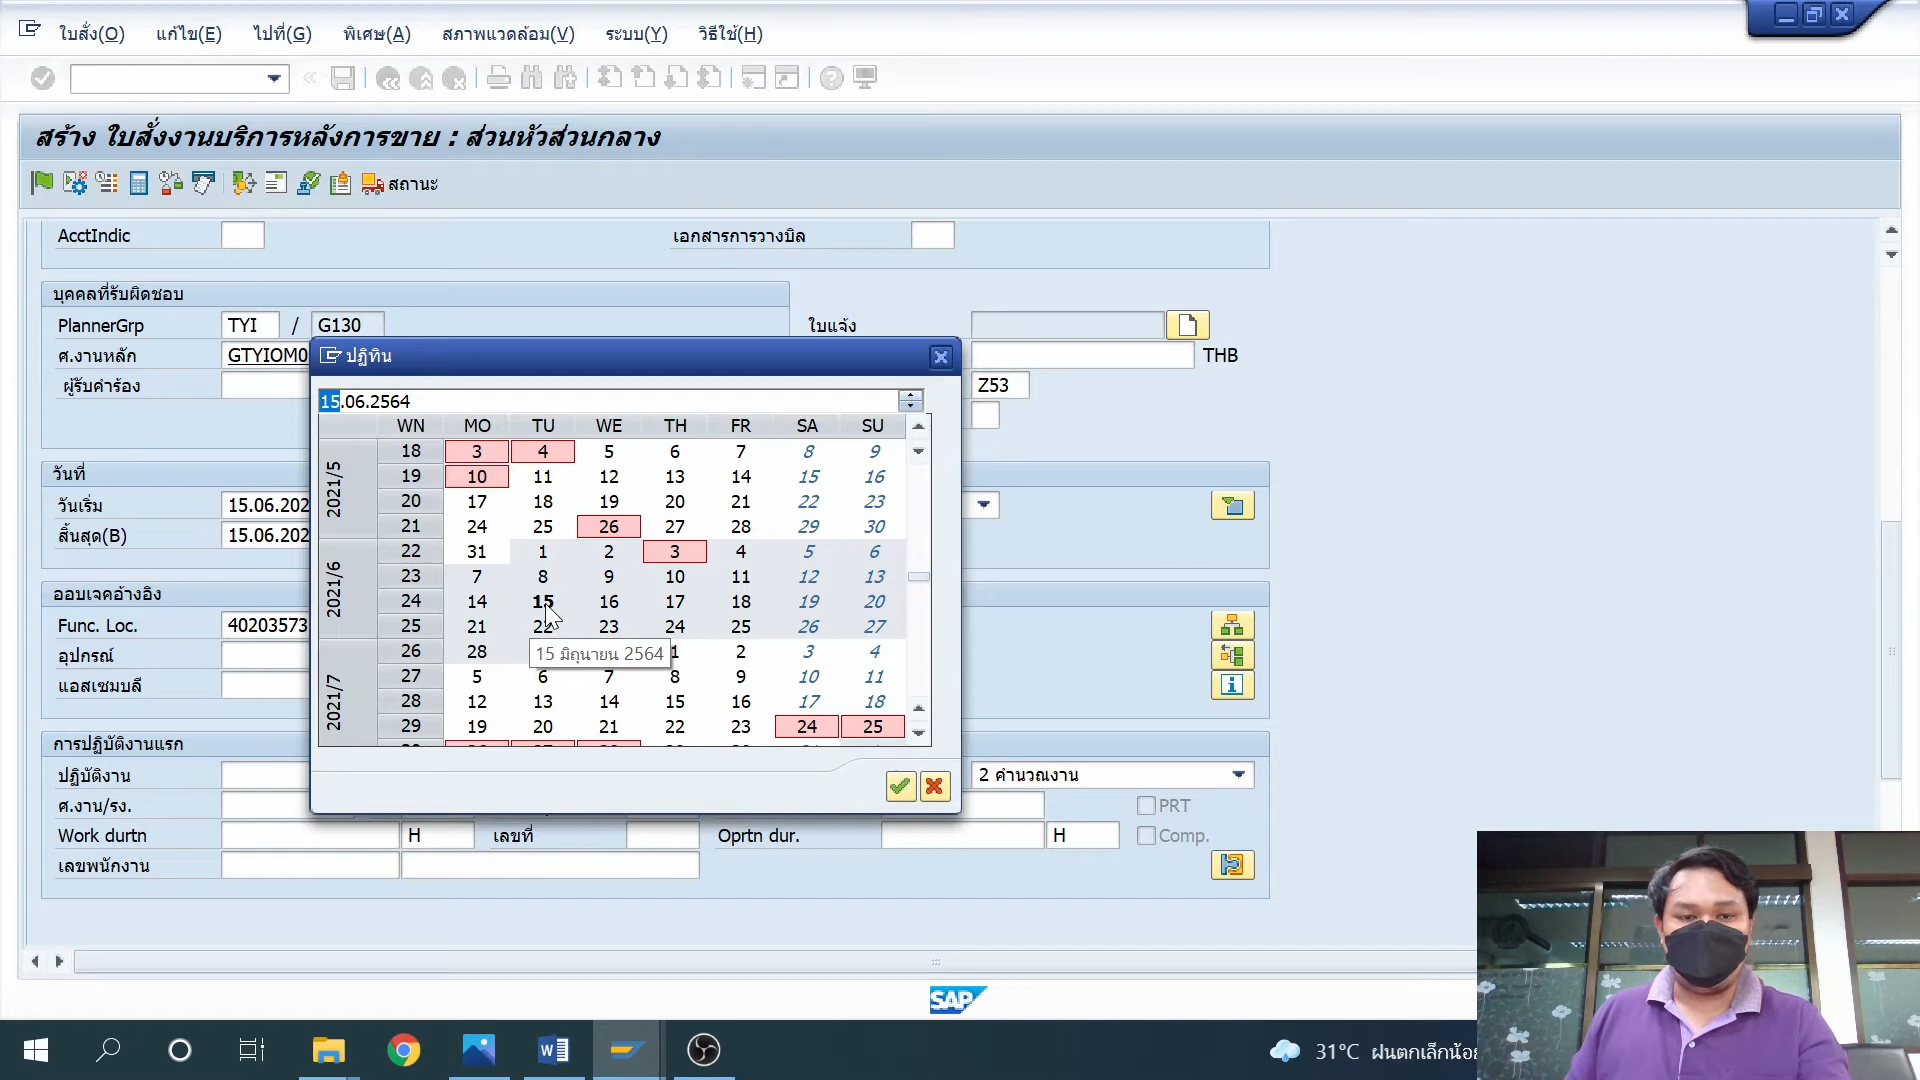 ใบสั่ง(O) แก้ไข(E) ไปที่(G) พิเศษ(A) สภาพแวดล้อม(V) ระบบ(Y) วิธีใช้(H)
สร้าง ใบสั่งงานบริการหลังการขาย : ส่วนหัวส่วนกลาง
สถานะ
AcctIndic เอกสารการวางบิล
บุคคลที่รับผิดชอบ
PlannerGrp TYI / G130 ใบแจ้ง
ศ.งานหลัก GTYIOM0 THB
ผู้รับคำร้อง Z53
ปฏิทิน
15.06.2564
WN MO TU WE TH FR SA SU
2021/5
18 3 4 5 6 7 8 9
19 10 11 12 13 14 15 16
20 17 18 19 20 21 22 23
21 24 25 26 27 28 29 30
2021/6
22 31 1 2 3 4 5 6
23 7 8 9 10 11 12 13
24 14 15 16 17 18 19 20
25 21 22 23 24 25 26 27
15 มิถุนายน 2564
2021/7
26 28 1 2 3 4
27 5 6 7 8 9 10 11
28 12 13 14 15 16 17 18
29 19 20 21 22 23 24 25
วันที่
วันเริ่ม 15.06.202
สิ้นสุด(B) 15.06.202
ออบเจคอ้างอิง
Func. Loc. 40203573
อุปกรณ์
แอสเซมบลี
การปฏิบัติงานแรก
ปฏิบัติงาน 2 คำนวณงาน
ศ.งาน/รง. PRT
Work durtn H เลขที่ Oprtn dur. H Comp.
เลขพนักงาน
SAP
31°C ฝนตกเล็กน้อย